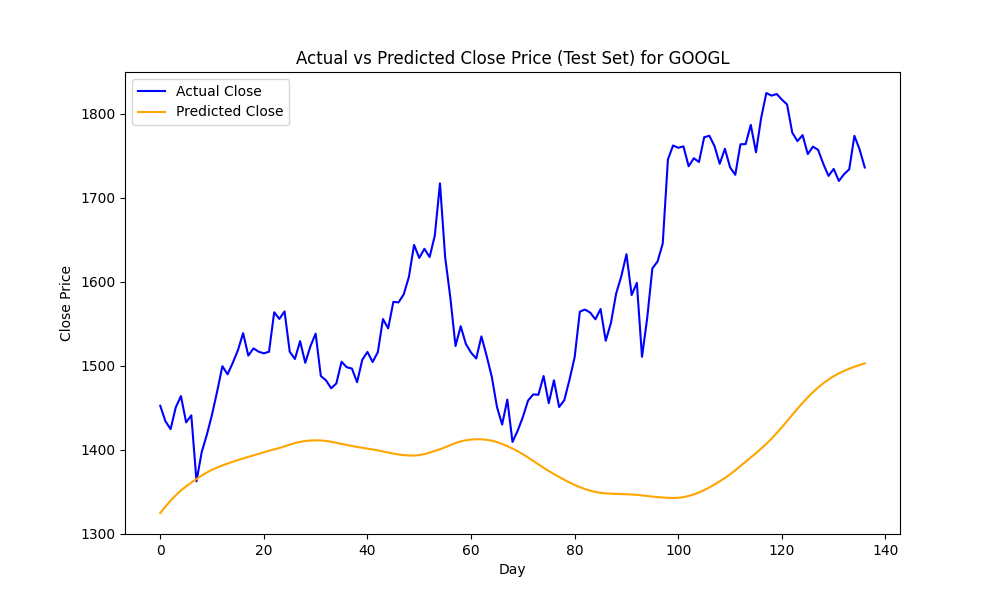 Actual vs Predicted Close Price (Test Set) for GOOGL
Actual Close
Predicted Close
Close Price
1800
1700
1600
1500
1400
1300
0 20 40 60 80 100 120 140
Day